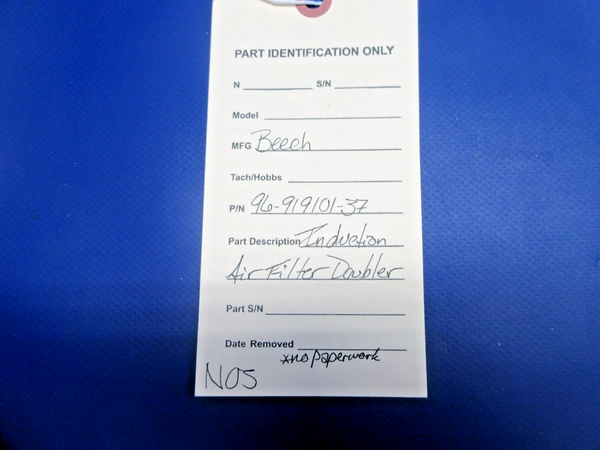 PART IDENTIFICATION ONLY
N S/N
Model
MFG Beech
Tach/Hobbs
P/N 96-919101-37
Part Description Induction
Air Filter Doubler
Part S/N
Date Removed
*no paperwork
NOS